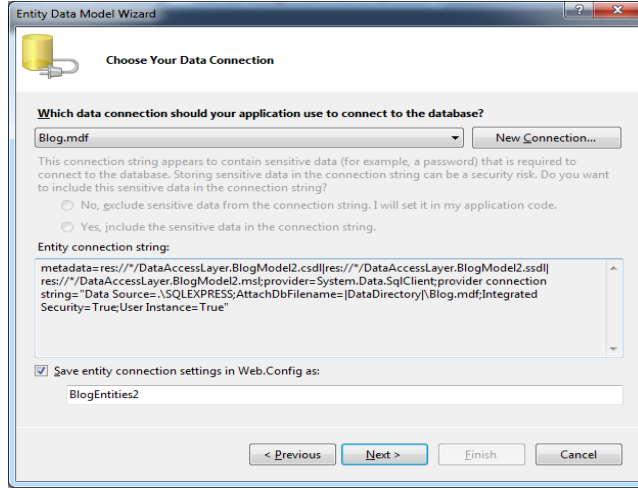 Entity Data Model Wizard
Choose Your Data Connection
Which data connection should your application use to connect to the database?
Blog.mdf
New Connection...
This connection string appears to contain sensitive data (for example, a password) that is required to
connect to the database. Storing sensitive data in the connection string can be a security risk. Do you want
to include this sensitive data in the connection string?
No, exclude sensitive data from the connection string. I will set it in my application code.
Yes, include the sensitive data in the connection string.
Entity connection string:
metadata=res://*/DataAccessLayer.BlogModel2.csdl|res://*/DataAccessLayer.BlogModel2.ssdl|
res://*/DataAccessLayer.BlogModel2.msl;provider=System.Data.SqlClient;provider connection
string="Data Source=.\SQLEXPRESS;AttachDbFilename=|DataDirectory|\Blog.mdf;Integrated
Security=True;User Instance=True"
Save entity connection settings in Web.Config as:
BlogEntities2
< Previous
Next >
Finish
Cancel